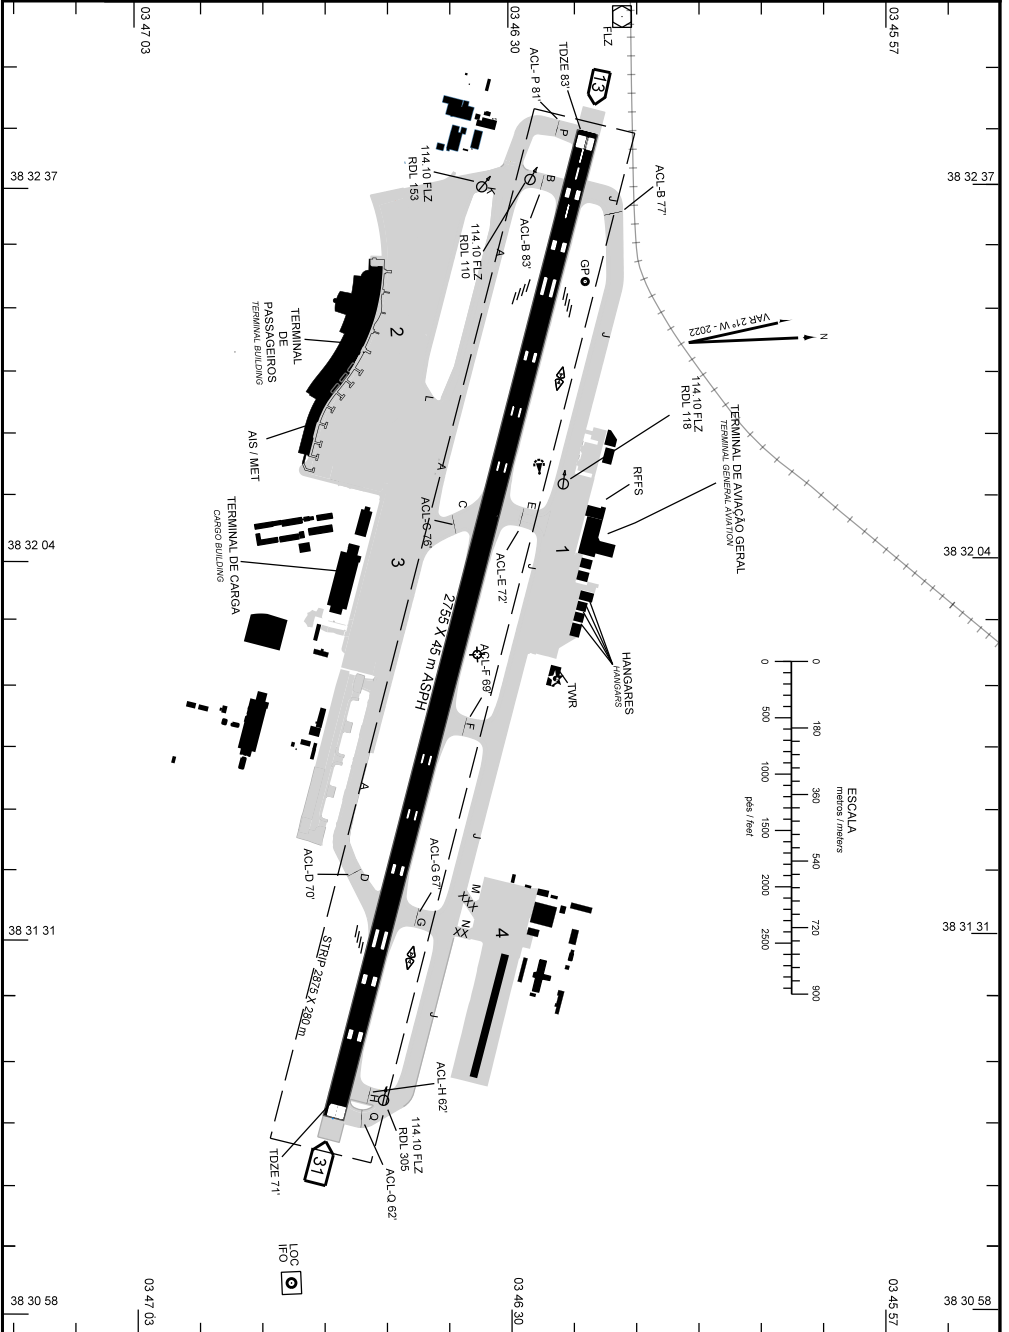 03 47 03
03 46 30
03 45 57
FLZ
13
TDZE 83'
ACL- P 81'
P
B
K
J
A
114.10 FLZ
RDL 153
114.10 FLZ
RDL 110
ACL-B 83'
ACL-B 77'
38 32 37
38 32 37
GP
VAR 21° W - 2022
N
J
2
TERMINAL
DE
PASSAGEIROS
TERMINAL BUILDING
AIS / MET
L
A
114.10 FLZ
RDL 118
TERMINAL DE AVIAÇÃO GERAL
TERMINAL GENERAL AVIATION
RFFS
C
E
ACL-C 76'
1
3
J
ACL-E 72'
TERMINAL DE CARGA
CARGO BUILDING
38 32 04
38 32 04
2755 X 45 m ASPH
ACL-F 69'
F
HANGARES
HANGARS
TWR
ESCALA
metros / meters
0
180
360
540
720
900
0
500
1000
1500
2000
2500
pés / feet
A
J
ACL-D 70'
D
ACL-G 67'
G
M
XXX
N
XX
4
38 31 31
38 31 31
STRIP 2875 X 280 m
J
ACL-H 62'
H
Q
114.10 FLZ
RDL 305
ACL-Q 62'
TDZE 71'
31
LOC
IFO
38 30 58
38 30 58
03 47 03
03 46 30
03 45 57